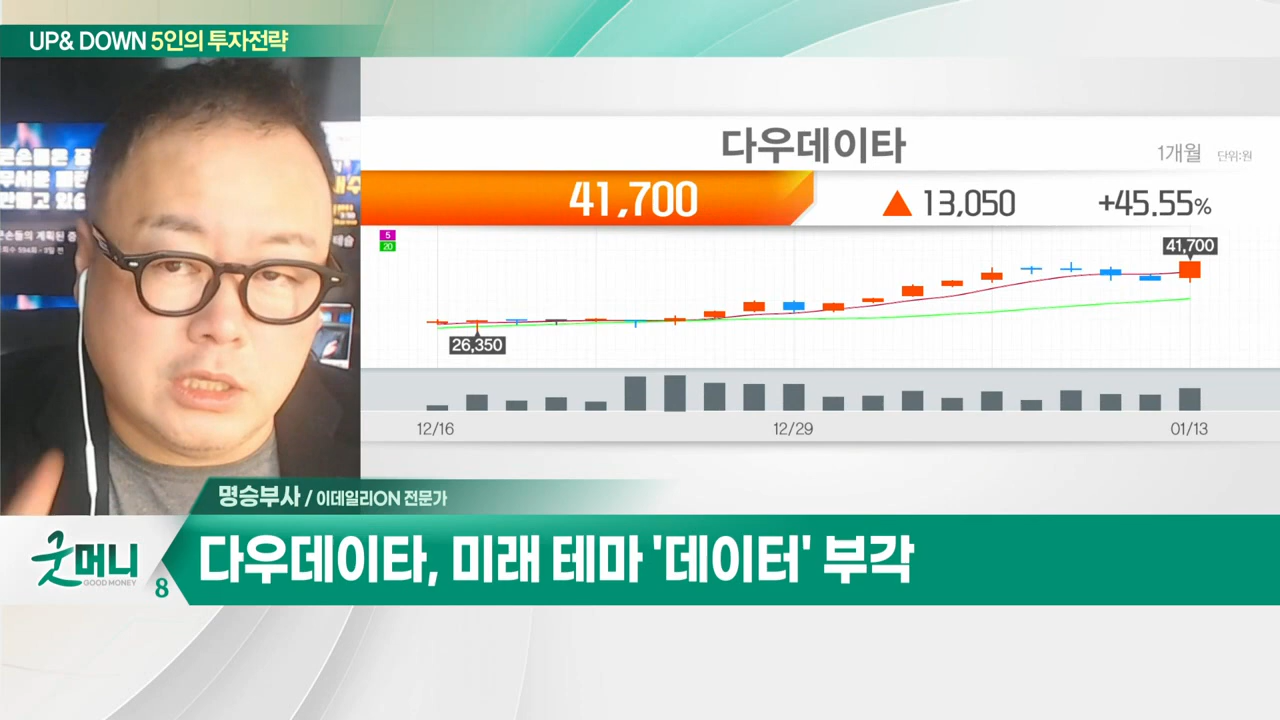 UP& DOWN 5인의 투자전략
다우데이타
1개월 단위:원
41,700 ▲ 13,050 +45.55%
5
20
41,700
26,350
12/16 12/29 01/13
명승부사 / 이데일리ON 전문가
다우데이타, 미래 테마 '데이터' 부각
굿머니
GOOD MONEY
8